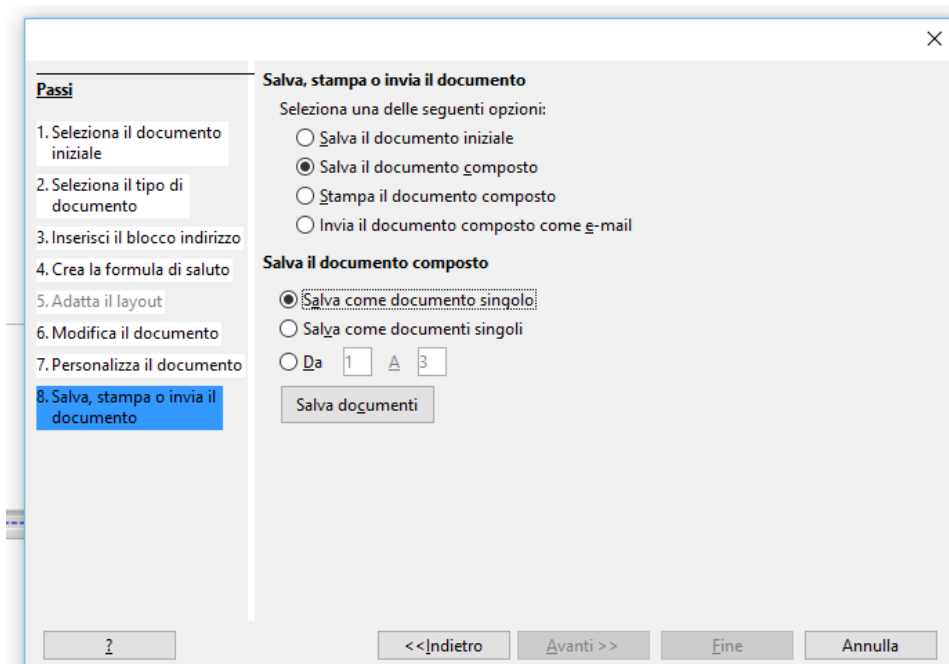 Passi
1. Seleziona il documento
iniziale
2. Seleziona il tipo di
documento
3. Inserisci il blocco indirizzo
4. Crea la formula di saluto
5. Adatta il layout
6. Modifica il documento
7. Personalizza il documento
8. Salva, stampa o invia il
documento
Salva, stampa o invia il documento
Seleziona una delle seguenti opzioni:
Salva il documento iniziale
Salva il documento composto
Stampa il documento composto
Invia il documento composto come e-mail
Salva il documento composto
Salva come documento singolo
Salva come documenti singoli
Da 1 A 3
Salva documenti
?
<<Indietro
Avanti >>
Fine
Annulla